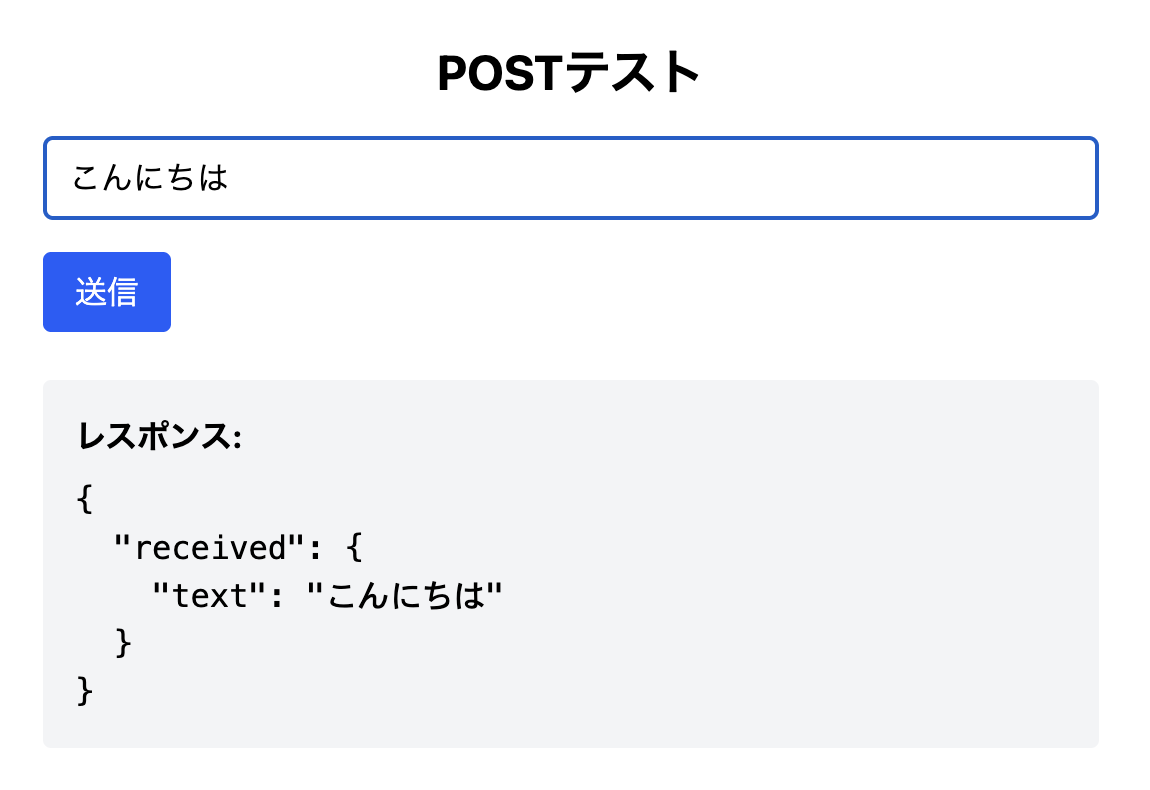 POSTテスト
こんにちは
送信
レスポンス:
{
  "received": {
    "text": "こんにちは"
  }
}